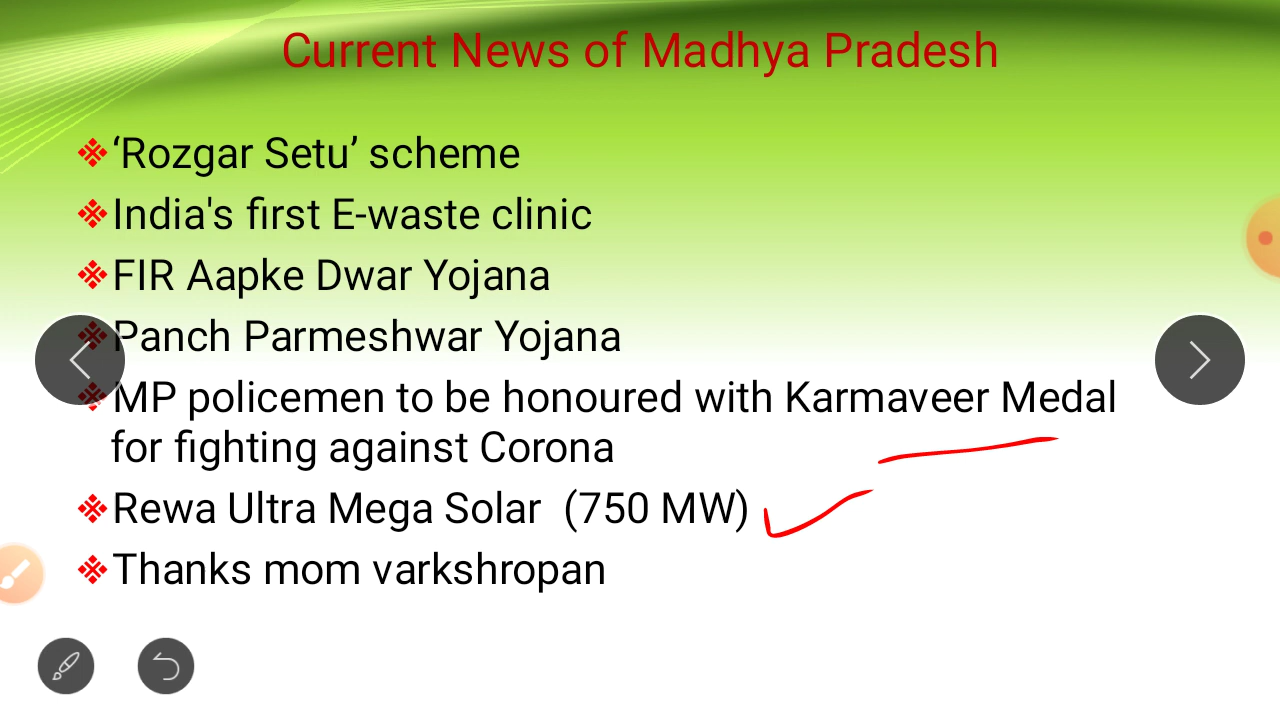 Current News of Madhya Pradesh
‘Rozgar Setu’ scheme
India's first E-waste clinic
FIR Aapke Dwar Yojana
Panch Parmeshwar Yojana
MP policemen to be honoured with Karmaveer Medal
for fighting against Corona
Rewa Ultra Mega Solar (750 MW)
Thanks mom varkshropan